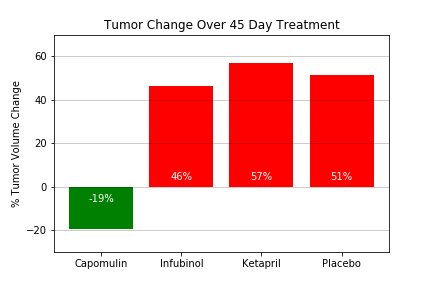 Tumor Change Over 45 Day Treatment
% Tumor Volume Change
60
40
20
0
−20
-19%
46%
57%
51%
Capomulin
Infubinol
Ketapril
Placebo